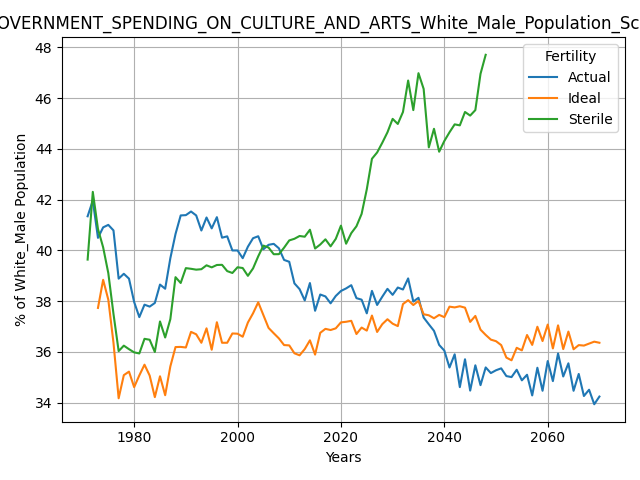 OVERNMENT_SPENDING_ON_CULTURE_AND_ARTS_White_Male_Population_Sc
48
46
44
42
40
38
36
34
% of White_Male Population
Fertility
Actual
Ideal
Sterile
1980
2000
2020
2040
2060
Years